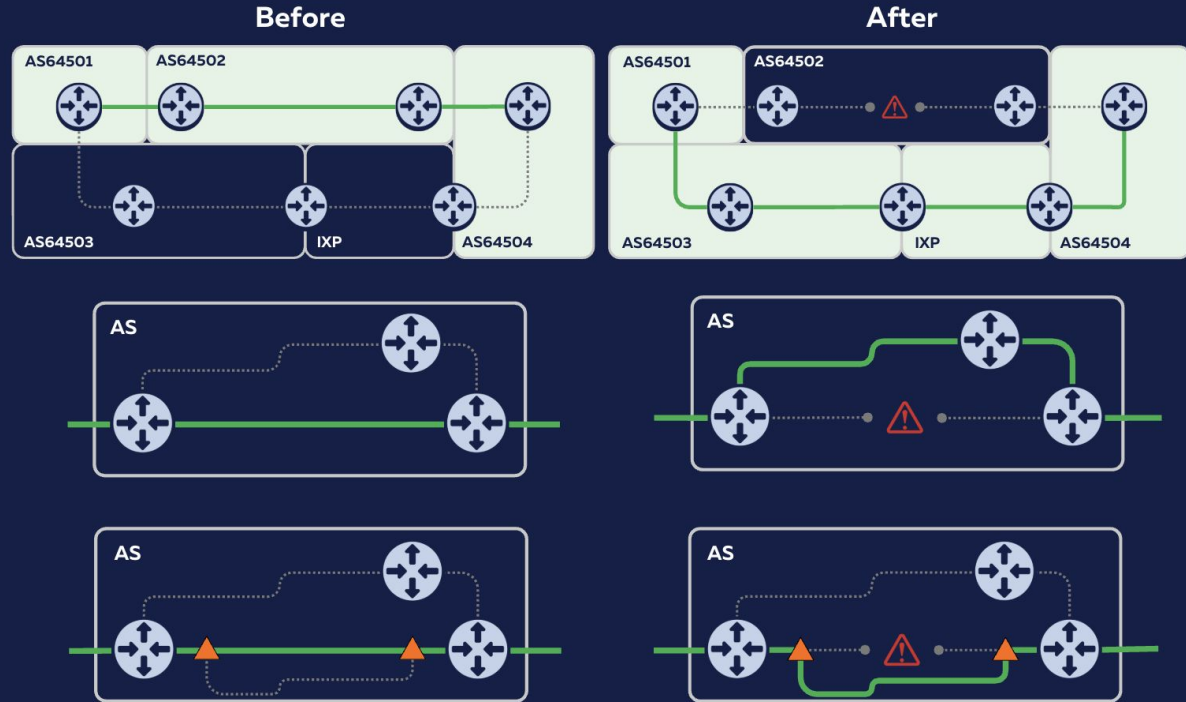 Before
After
AS64501
AS64502
AS64503
IXP
AS64504
AS64501
AS64502
AS64503
IXP
AS64504
AS
AS
AS
AS